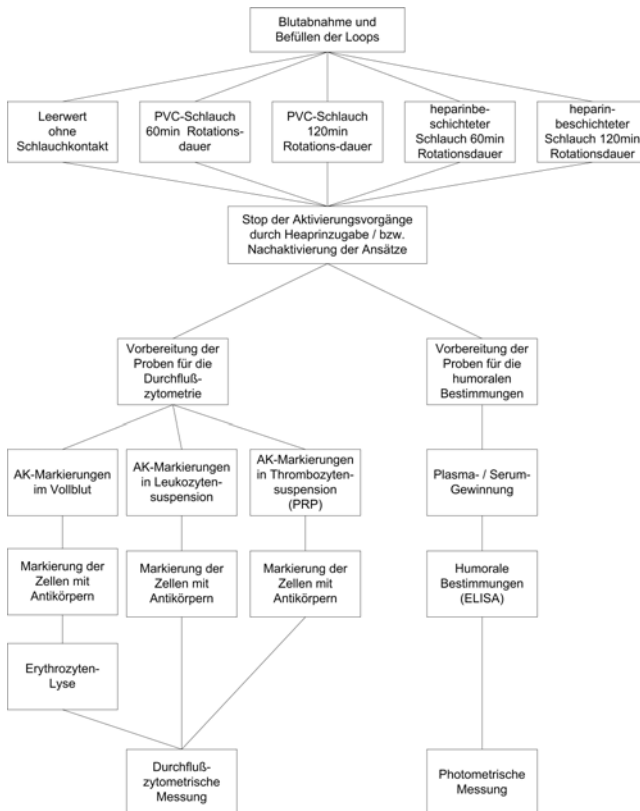 Blutabnahme und
Befüllen der Loops
Leerwert
ohne
Schlauchkontakt
PVC-Schlauch
60min Rotations-
dauer
PVC-Schlauch
120min
Rotations-dauer
heparinbe-
schichteter
Schlauch 60min
Rotationsdauer
heparin-
beschichteter
Schlauch 120min
Rotationsdauer
Stop der Aktivierungsvorgänge
durch Heaprinzugabe / bzw.
Nachaktivierung der Ansätze
Vorbereitung der
Proben für die
Durchfluß-
zytometrie
Vorbereitung der
Proben für die
humoralen
Bestimmungen
AK-Markierungen
im Vollblut
AK-Markierungen
in Leukozyten-
suspension
AK-Markierungen
in Thrombozyten-
suspension
(PRP)
Plasma- / Serum-
Gewinnung
Markierung der
Zellen mit
Antikörpern
Markierung der
Zellen mit
Antikörpern
Markierung der
Zellen mit
Antikörpern
Humorale
Bestimmungen
(ELISA)
Erythrozyten-
Lyse
Durchfluß-
zytometrische
Messung
Photometrische
Messung